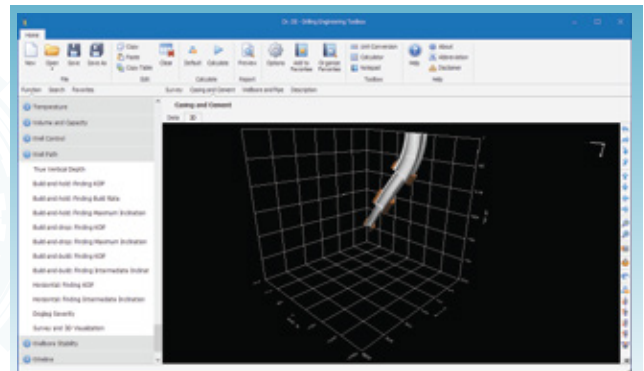 Dr. DE - Drilling Engineering Toolbox
Home
New Open Save Save As Copy Paste Copy Table Clear Default Calculate Preview Options Add to Favorites Organize Favorites Unit Conversion Calculator Notepad Help About Abbreviation Disclaimer
File Edit Calculate Report Toolbox Help
Function Search Favorites Survey Casing and Cement Wellbore and Pipe Description
Temperature
Casing and Cement
Volume and Capacity
Data 3D
Well Control
Well Path
True Vertical Depth
Build-and-hold: Finding KOP
Build-and-hold: Finding Build Rate
Build-and-hold: Finding Maximum Inclination
Build-and-drop: Finding KOP
Build-and-drop: Finding Maximum Inclination
Build-and-build: Finding KOP
Build-and-build: Finding Intermediate Inclinat
Horizontal: Finding KOP
Horizontal: Finding Intermediate Inclination
Dogleg Severity
Survey and 3D Visualization
Wellbore Stability
Wireline